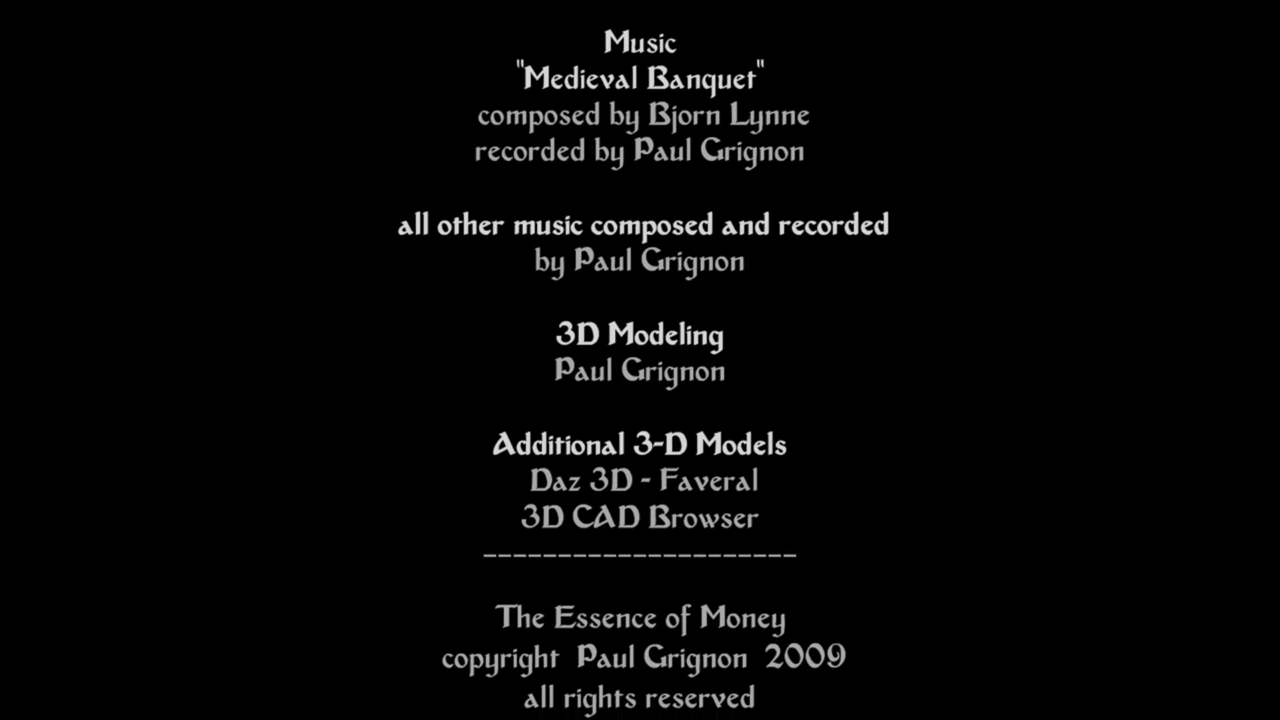 Music
"Medieval Banquet"
composed by Bjorn Lynne
recorded by Paul Grignon
all other music composed and recorded
by Paul Grignon
3D Modeling
Paul Grignon
Additional 3-D Models
Daz 3D - Faveral
3D CAD Browser
---------------------
The Essence of Money
copyright Paul Grignon 2009
all rights reserved